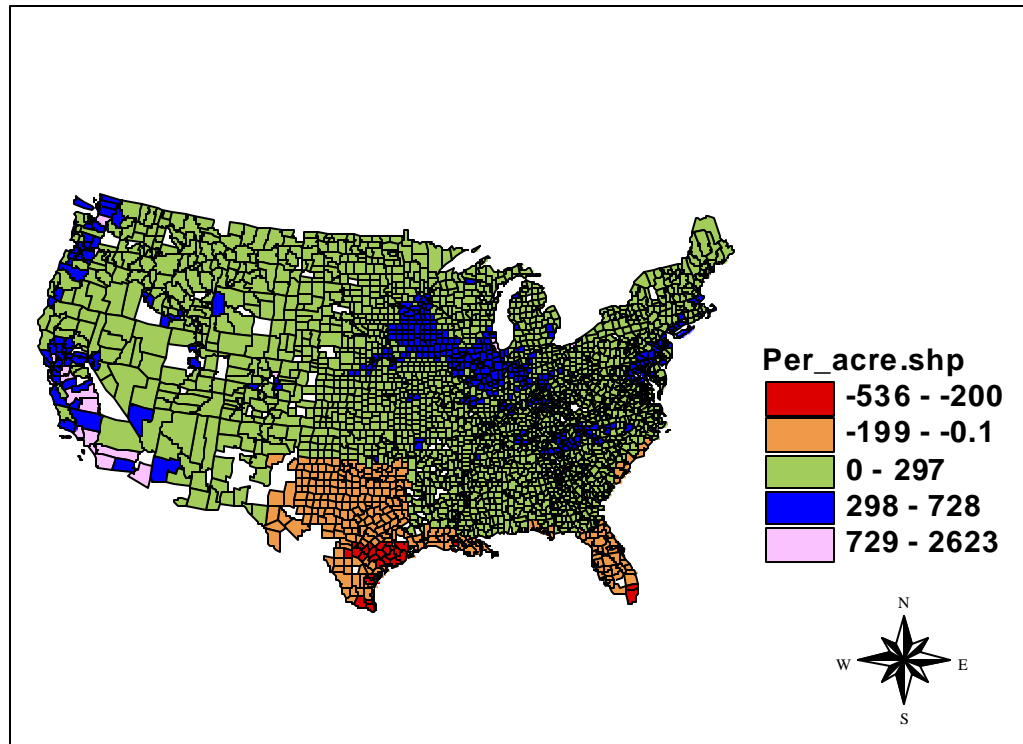 Per_acre.shp
-536 - -200
-199 - -0.1
0 - 297
298 - 728
729 - 2623
N
W E
S